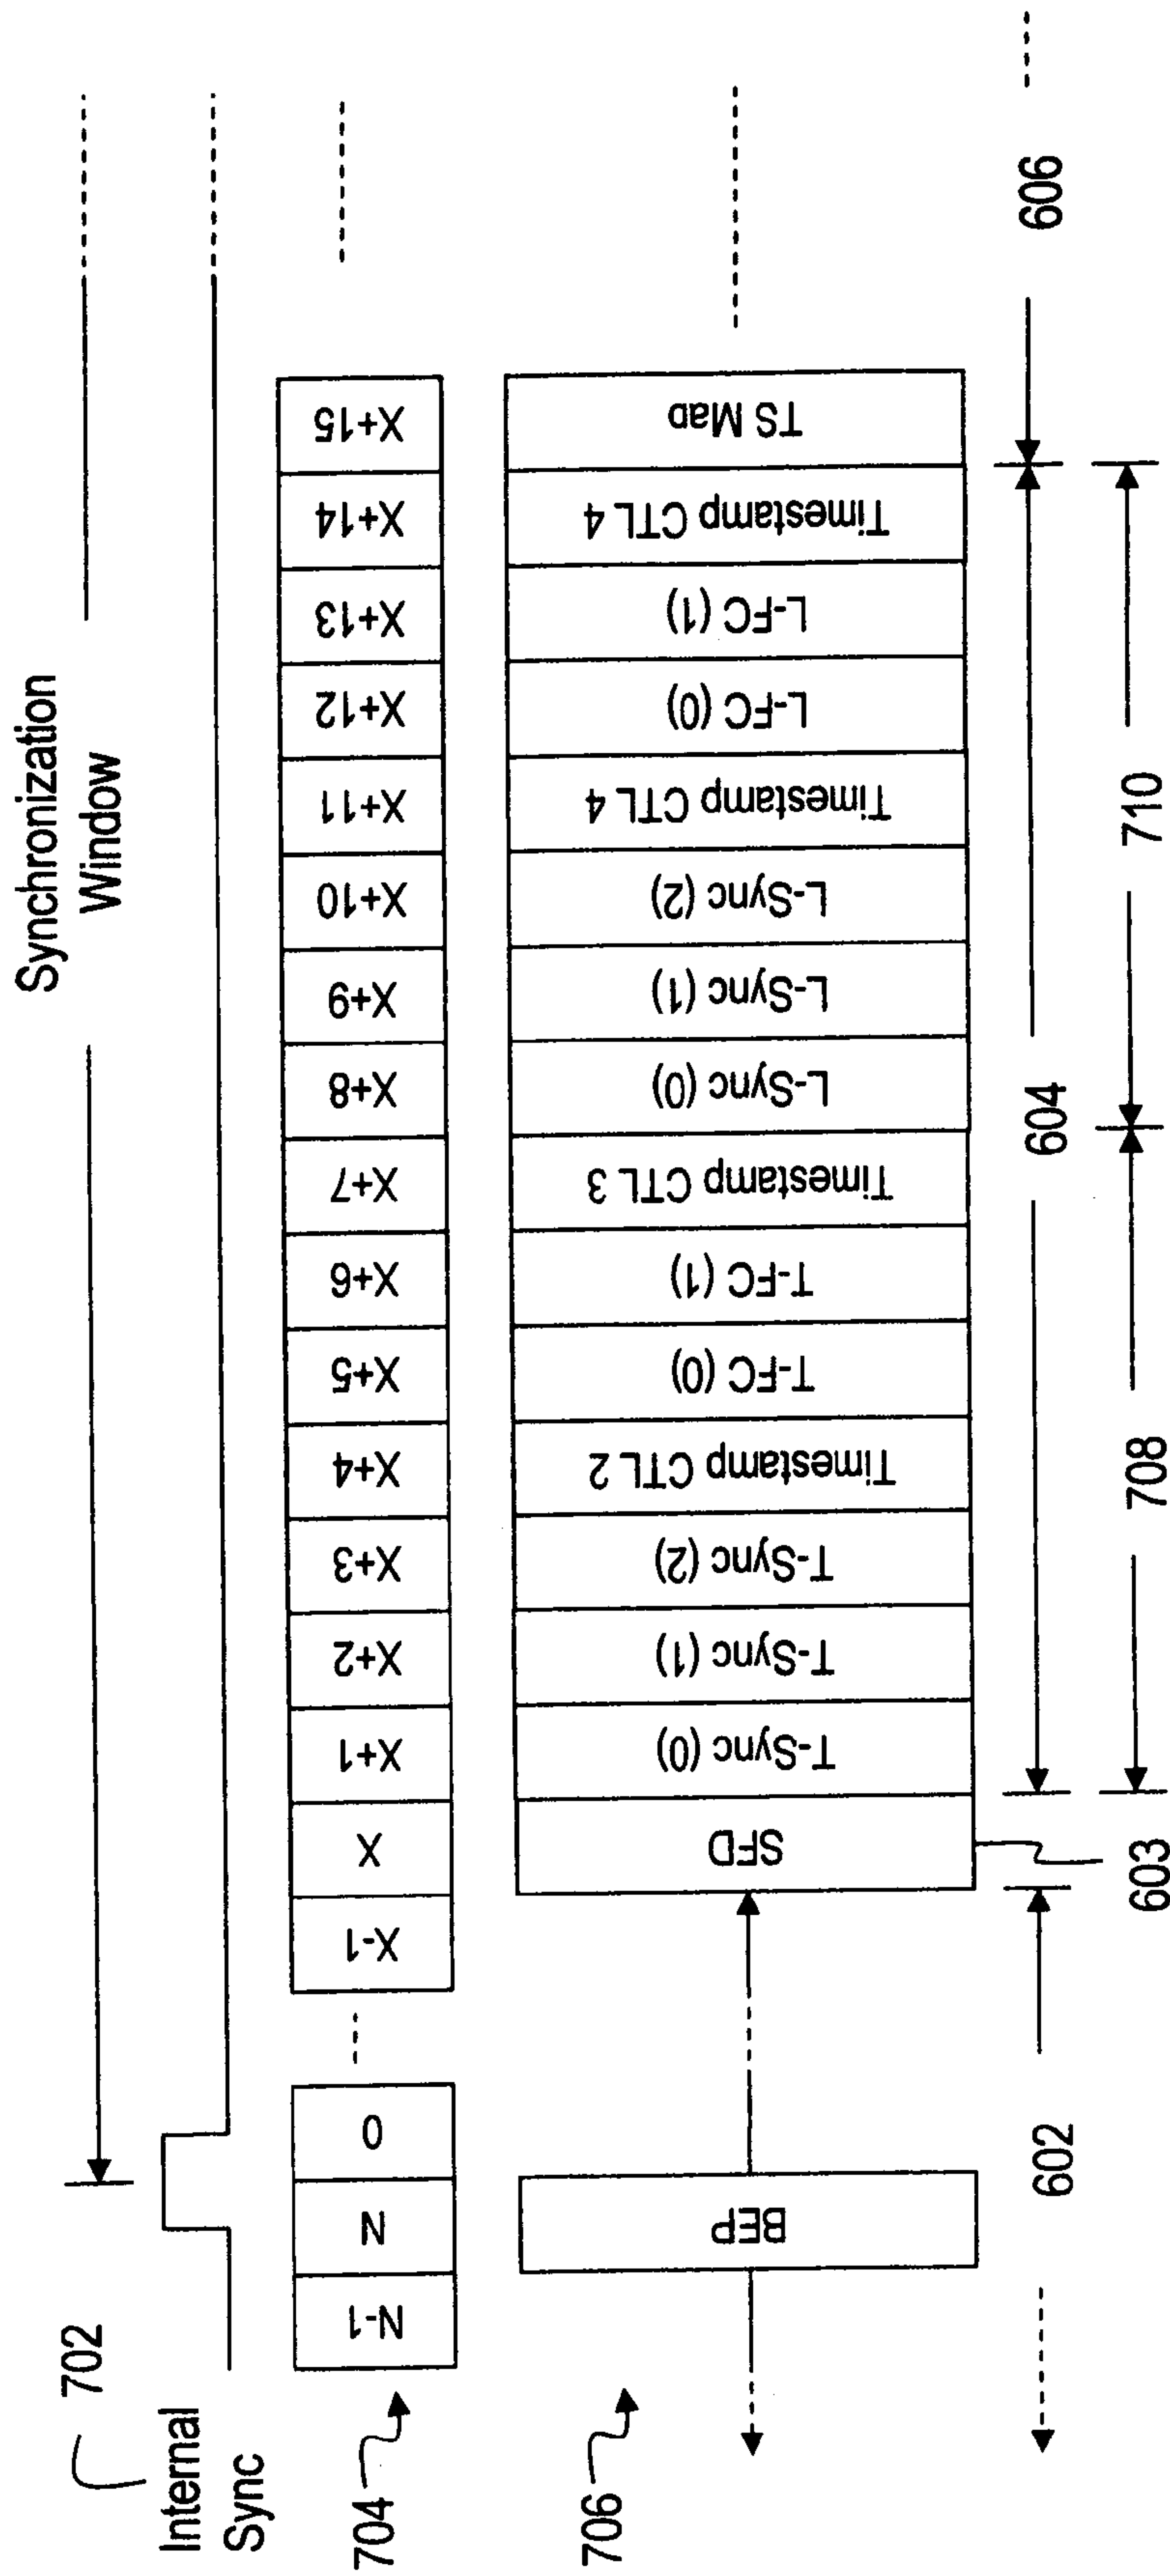 Synchronization
Window
702
Internal
Sync
704
N-1
N
0
X-1
X
X+1
X+2
X+3
X+4
X+5
X+6
X+7
X+8
X+9
X+10
X+11
X+12
X+13
X+14
X+15
706
BEP
SFD
T-Sync (0)
T-Sync (1)
T-Sync (2)
Timestamp CTL 2
T-FC (0)
T-FC (1)
Timestamp CTL 3
L-Sync (0)
L-Sync (1)
L-Sync (2)
Timestamp CTL 4
L-FC (0)
L-FC (1)
Timestamp CTL 4
TS Map
602
604
606
603
708
710